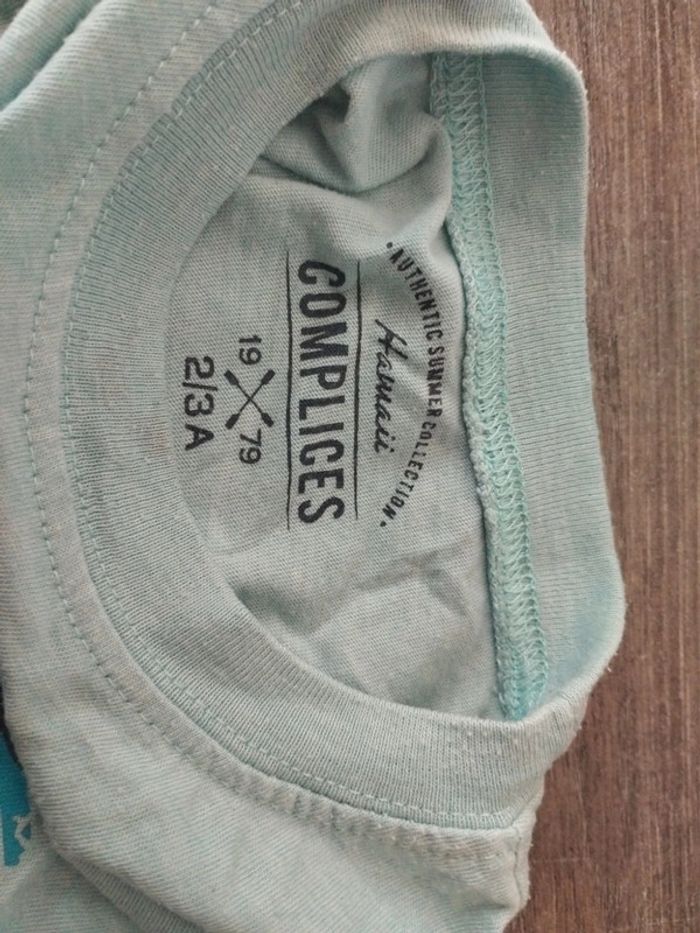 ·AUTHENTIC SUMMER COLLECTION·
Hawaii
COMPLICES
19 79
2/3A